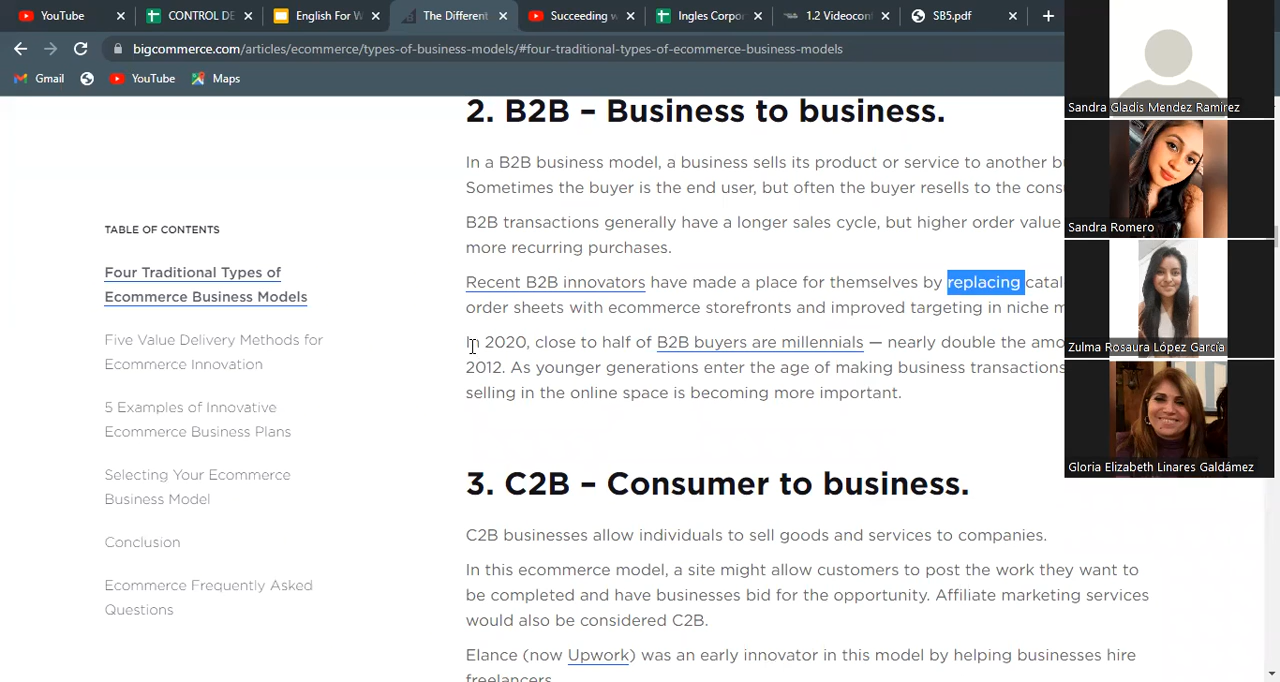 YouTube
CONTROL DE
English For W
The Different
Succeeding w
Ingles Corpor
1.2 Videocon
SB5.pdf
bigcommerce.com/articles/ecommerce/types-of-business-models/#four-traditional-types-of-ecommerce-business-models
Gmail
YouTube
Maps
TABLE OF CONTENTS
Four Traditional Types of
Ecommerce Business Models
Five Value Delivery Methods for
Ecommerce Innovation
5 Examples of Innovative
Ecommerce Business Plans
Selecting Your Ecommerce
Business Model
Conclusion
Ecommerce Frequently Asked
Questions
2. B2B – Business to business.
In a B2B business model, a business sells its product or service to another bu
Sometimes the buyer is the end user, but often the buyer resells to the cons
B2B transactions generally have a longer sales cycle, but higher order value
more recurring purchases.
Recent B2B innovators have made a place for themselves by replacing catal
order sheets with ecommerce storefronts and improved targeting in niche m
In 2020, close to half of B2B buyers are millennials — nearly double the amo
2012. As younger generations enter the age of making business transactions
selling in the online space is becoming more important.
3. C2B – Consumer to business.
C2B businesses allow individuals to sell goods and services to companies.
In this ecommerce model, a site might allow customers to post the work they want to
be completed and have businesses bid for the opportunity. Affiliate marketing services
would also be considered C2B.
Elance (now Upwork) was an early innovator in this model by helping businesses hire
freelancers
Sandra Gladis Mendez Ramirez
Sandra Romero
Zulma Rosaura López García
Gloria Elizabeth Linares Galdámez